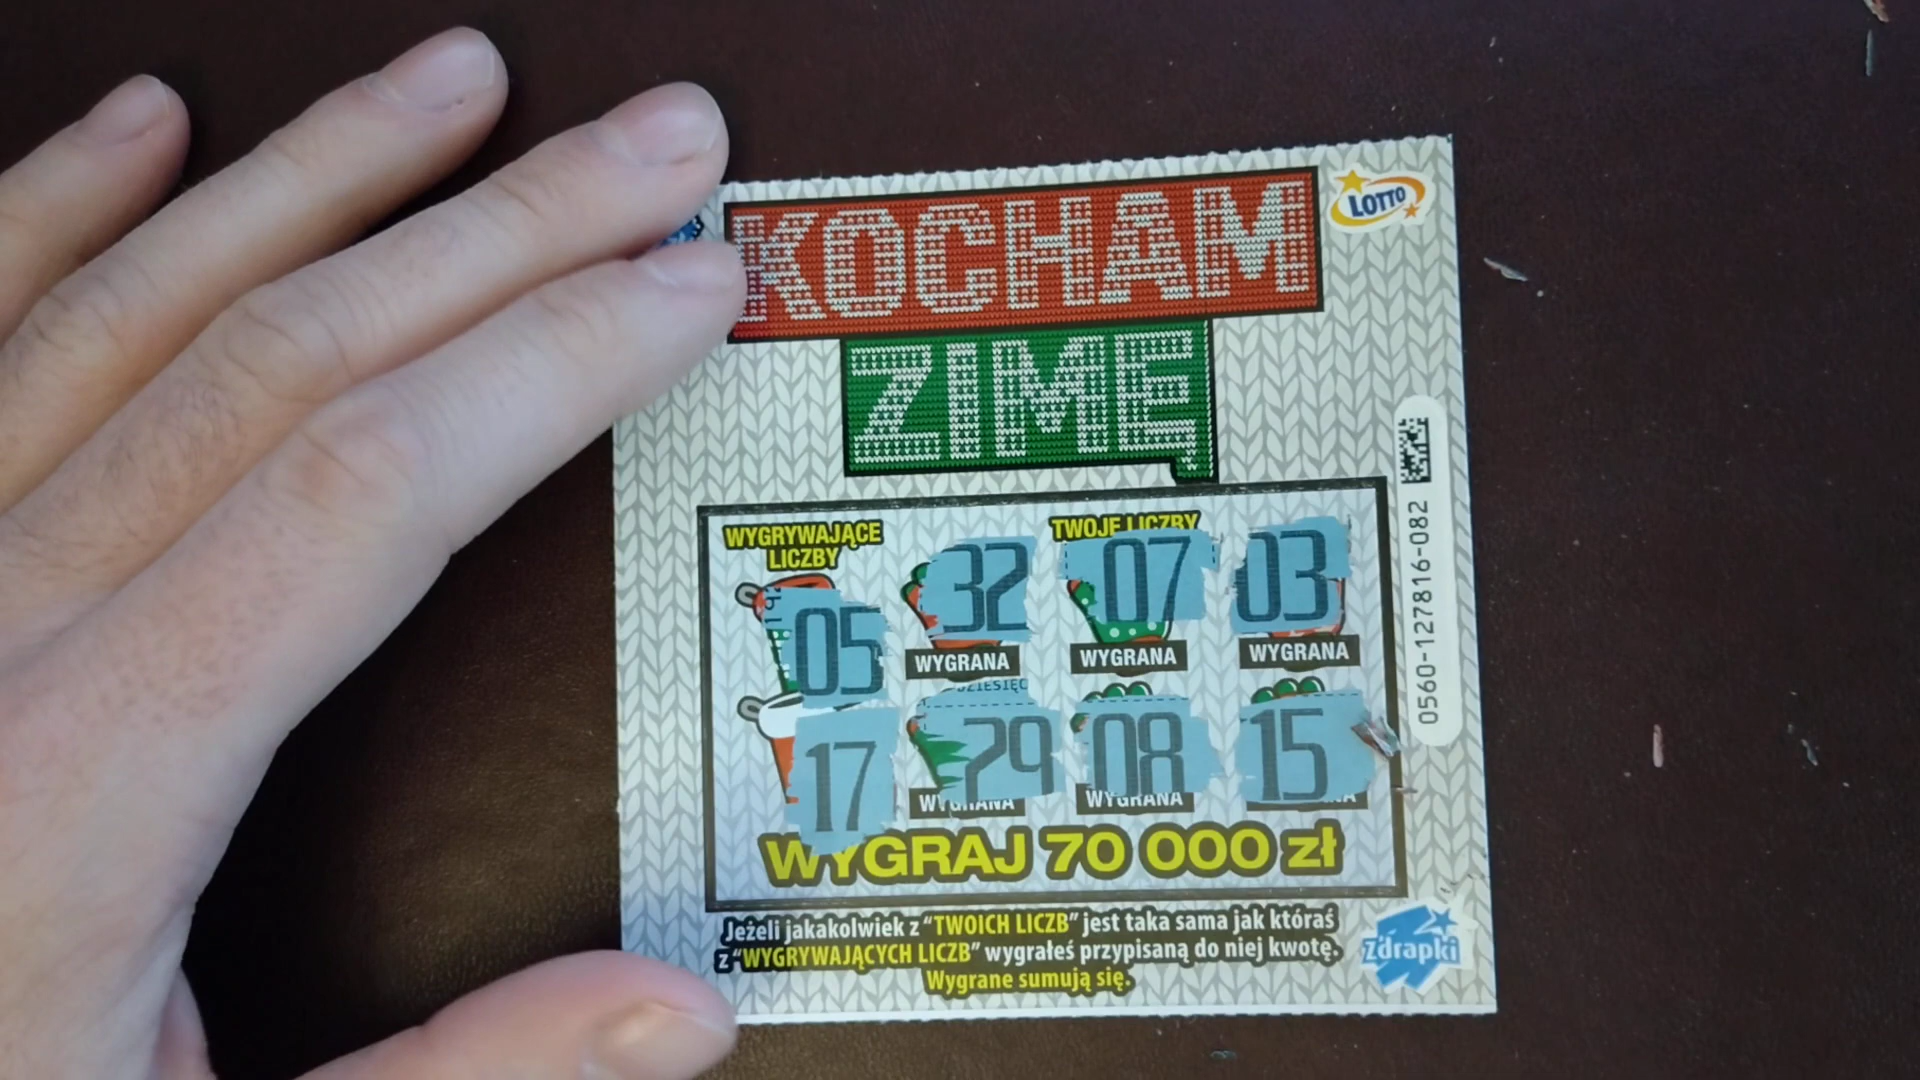 KOCHAM
ZIMĘ
LOTTO
WYGRYWAJĄCE
LICZBY
TWOJE LICZBY
05
32
07
03
WYGRANA
WYGRANA
WYGRANA
17
29
08
15
WYGRANA
WYGRANA
WYGRAJ 70 000 zł
Jeżeli jakakolwiek z "TWOICH LICZB" jest taka sama jak któraś
z "WYGRYWAJĄCYCH LICZB" wygrałeś przypisaną do niej kwotę.
Wygrane sumują się.
zdrapki
0560-127816-082